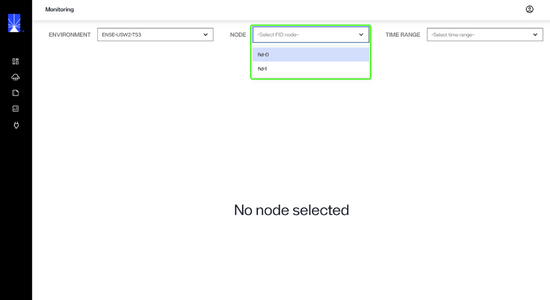 Monitoring
ENVIRONMENT ENSE-USW2-TS3 NODE -Select FID node- TIME RANGE -Select time range-
fid-0
fid-1
No node selected